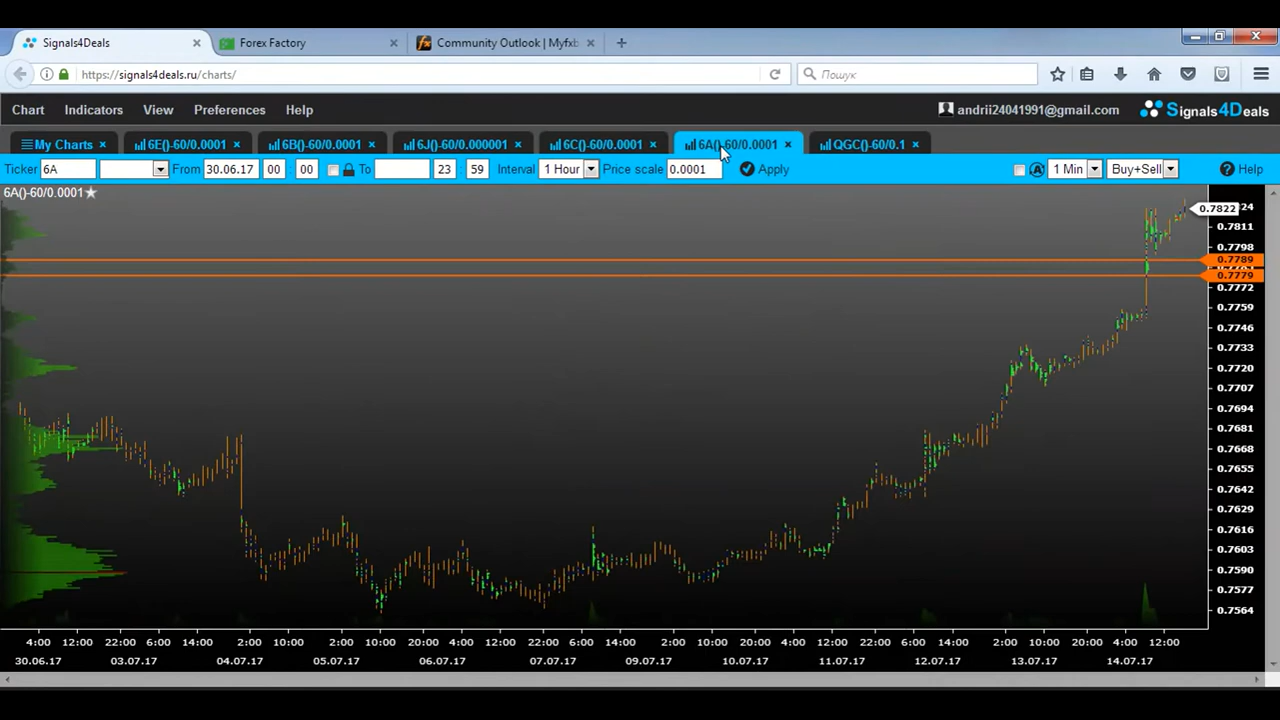 Signals4Deals
Forex Factory
Community Outlook | Myfxb
https://signals4deals.ru/charts/
Пошук
Chart Indicators View Preferences Help
andrii24041991@gmail.com
Signals4Deals
My Charts
6E()-60/0.0001
6B()-60/0.0001
6J()-60/0.000001
6C()-60/0.0001
6A()-60/0.0001
QGC()-60/0.1
Ticker 6A From 30.06.17 00 : 00 To 23 : 59 Interval 1 Hour Price scale 0.0001 Apply 1 Min Buy+Sell Help
6A()-60/0.0001
0.7822
24
0.7811
0.7798
0.7789
0.7779
0.7772
0.7759
0.7746
0.7733
0.7720
0.7707
0.7694
0.7681
0.7668
0.7655
0.7642
0.7629
0.7616
0.7603
0.7590
0.7577
0.7564
4:00 12:00 22:00 6:00 14:00 2:00 10:00 2:00 10:00 20:00 4:00 12:00 22:00 6:00 14:00 2:00 10:00 20:00 4:00 12:00 22:00 6:00 14:00 2:00 10:00 20:00 4:00 12:00
30.06.17 03.07.17 04.07.17 05.07.17 06.07.17 07.07.17 09.07.17 10.07.17 11.07.17 12.07.17 13.07.17 14.07.17